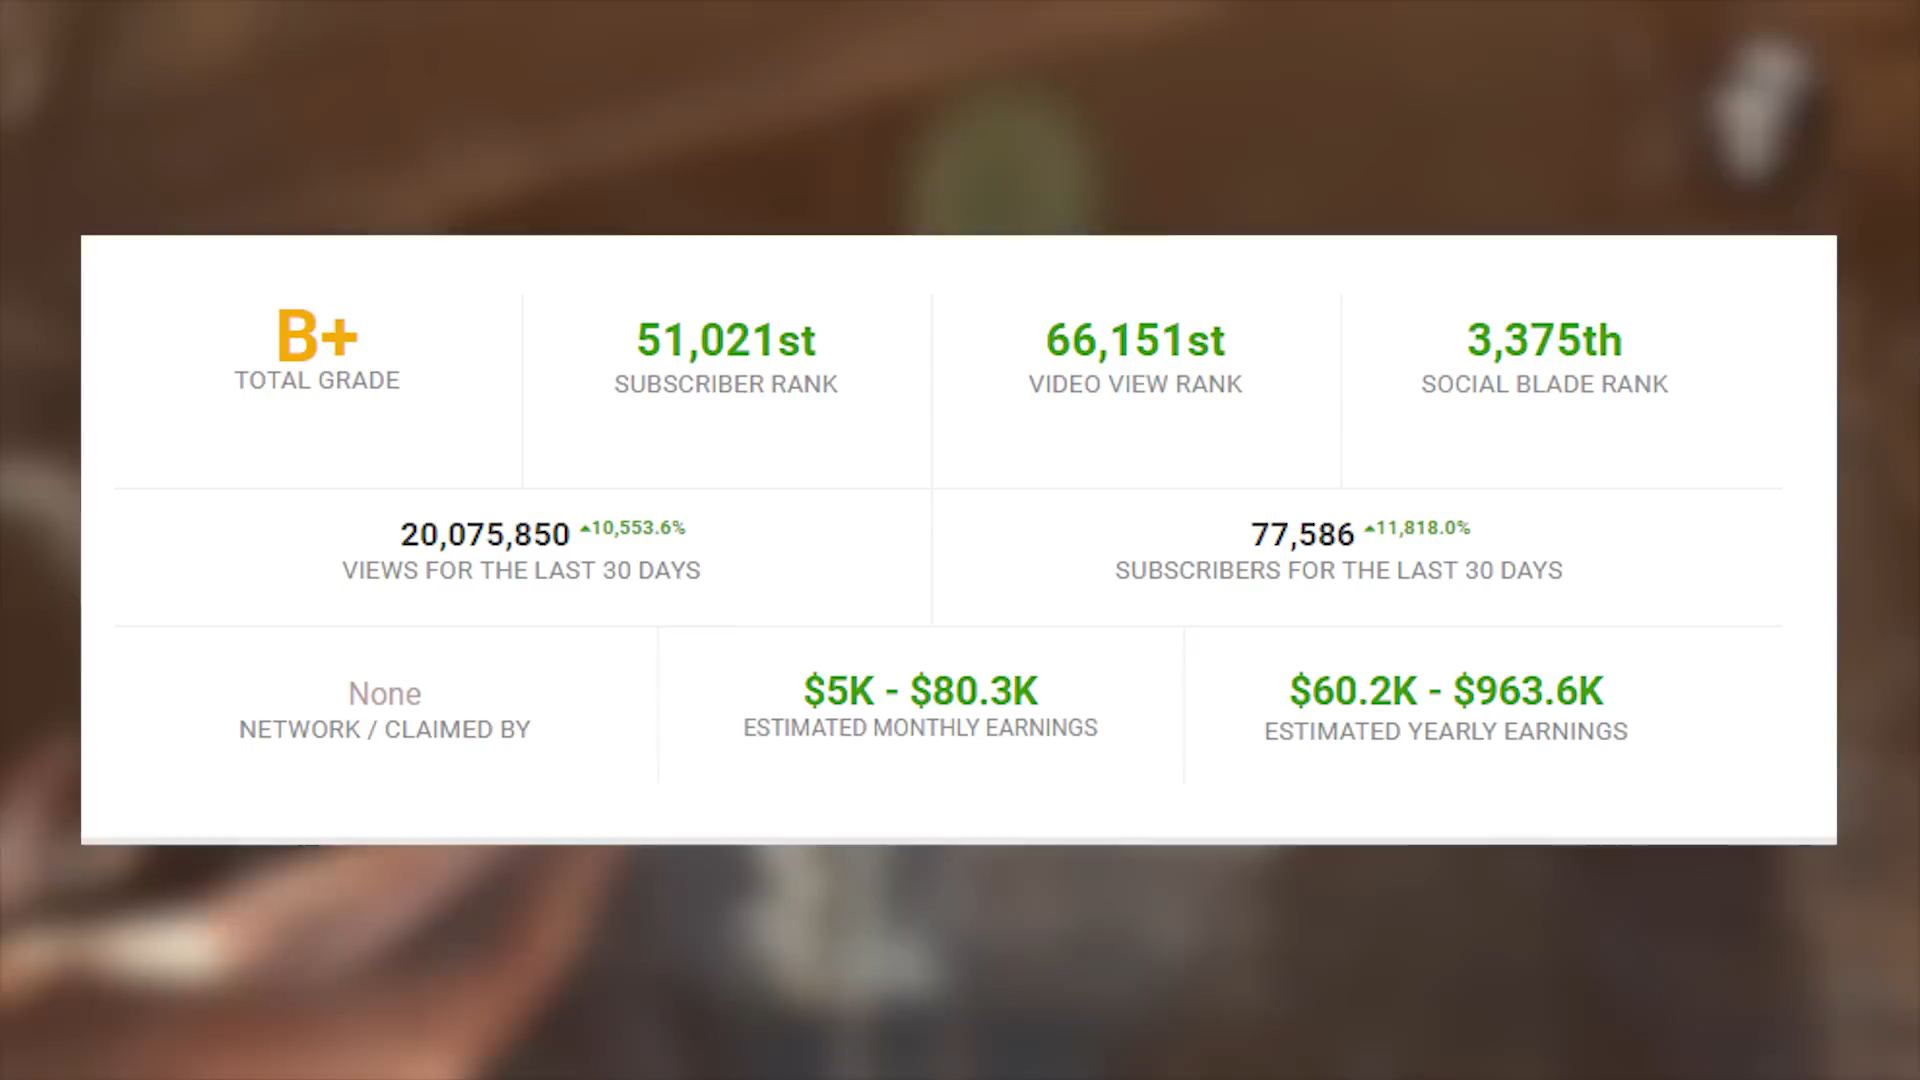 B+
TOTAL GRADE
51,021st
SUBSCRIBER RANK
66,151st
VIDEO VIEW RANK
3,375th
SOCIAL BLADE RANK
20,075,850 ▲10,553.6%
VIEWS FOR THE LAST 30 DAYS
77,586 ▲11,818.0%
SUBSCRIBERS FOR THE LAST 30 DAYS
None
NETWORK / CLAIMED BY
$5K - $80.3K
ESTIMATED MONTHLY EARNINGS
$60.2K - $963.6K
ESTIMATED YEARLY EARNINGS